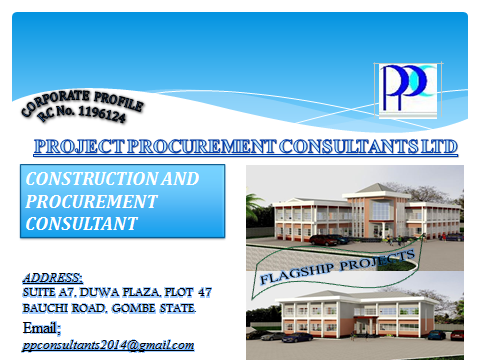 PPC
CORPORATE PROFILE
RC No. 1196124
PROJECT PROCUREMENT CONSULTANTS LTD
CONSTRUCTION AND
PROCUREMENT
CONSULTANT
FLAGSHIP PROJECTS
ADDRESS:
SUITE A7, DUWA PLAZA, PLOT 47
BAUCHI ROAD, GOMBE STATE.
Email;
ppconsultants2014@gmail.com